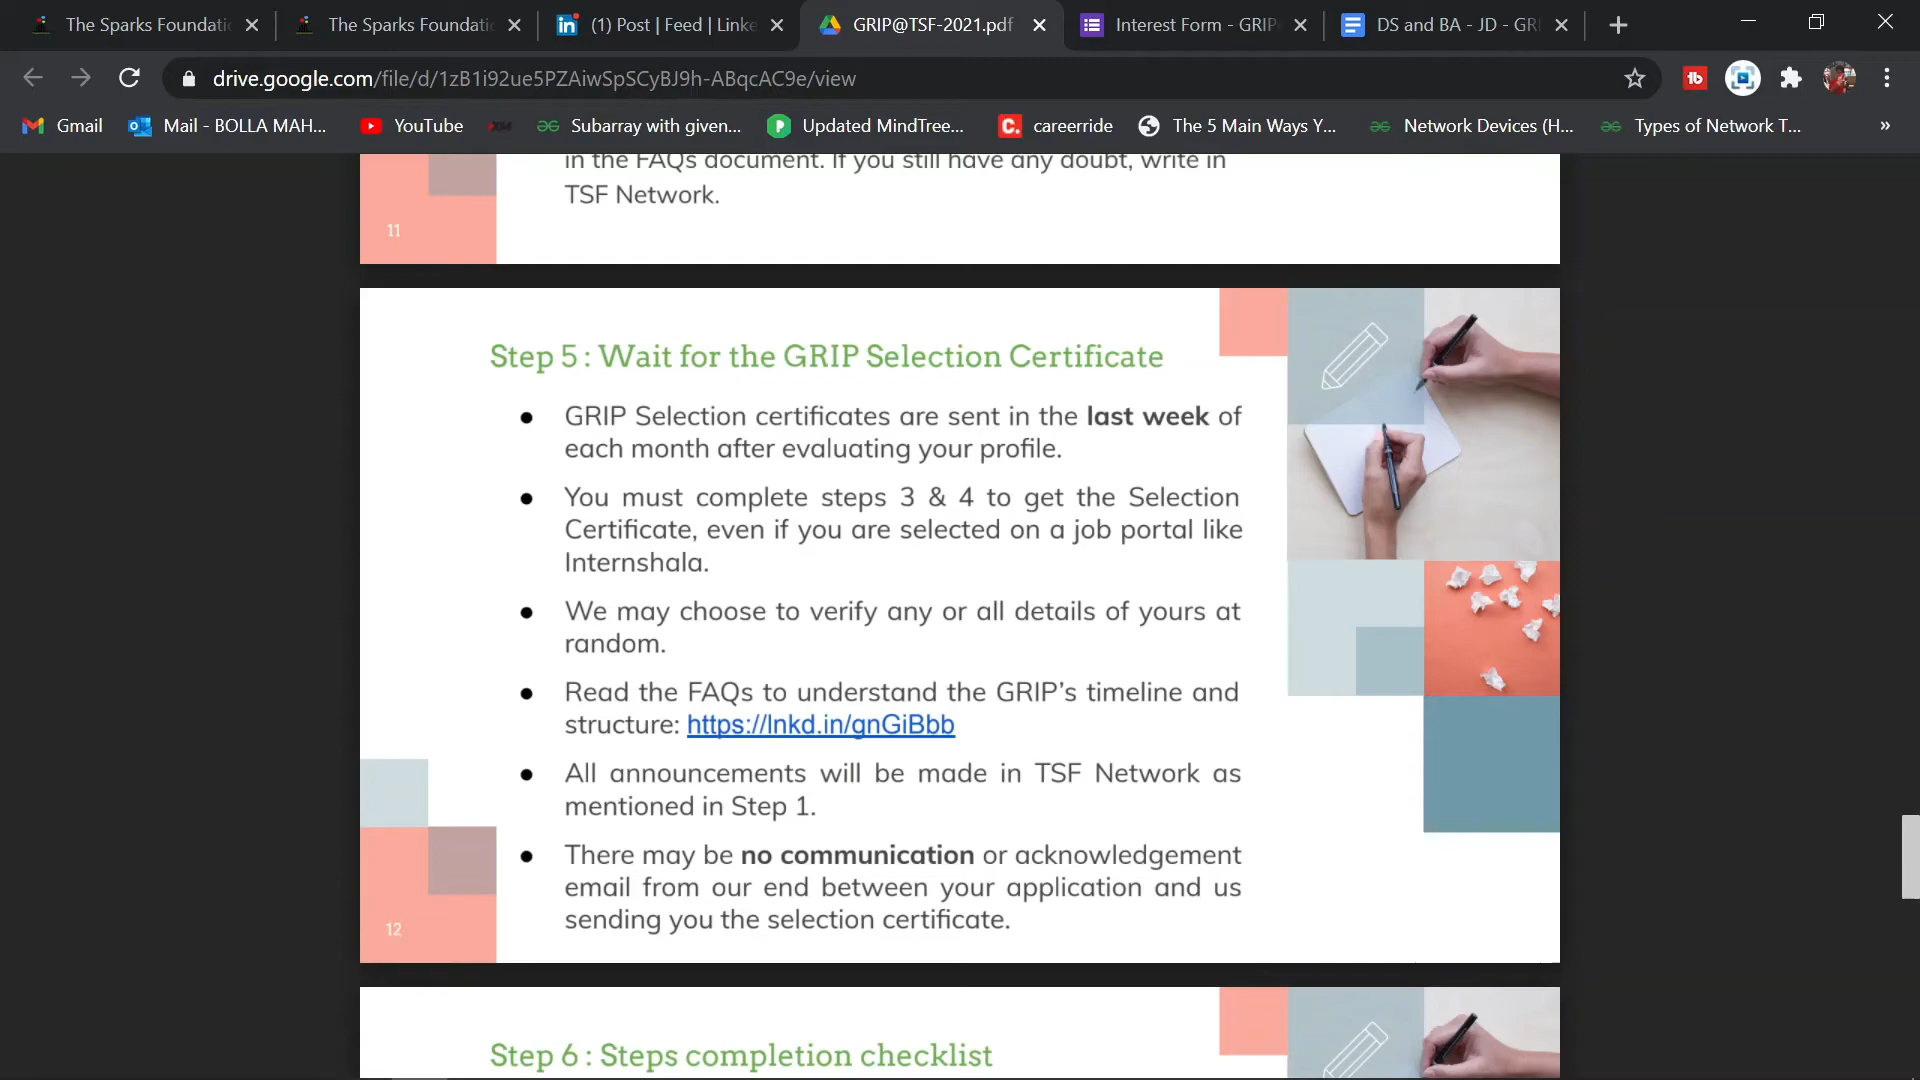 The Sparks Foundati
The Sparks Foundati
(1) Post | Feed | Linke
GRIP@TSF-2021.pdf
Interest Form - GRIP
DS and BA - JD - GRI
drive.google.com/file/d/1zB1i92ue5PZAiwSpSCyBJ9h-ABqcAC9e/view
Gmail
Mail - BOLLA MAH...
YouTube
Subarray with given...
Updated MindTree...
careerride
The 5 Main Ways Y...
Network Devices (H...
Types of Network T...
»
in the FAQs document. If you still have any doubt, write in
TSF Network.
11
Step 5 : Wait for the GRIP Selection Certificate
● GRIP Selection certificates are sent in the last week of
each month after evaluating your profile.
● You must complete steps 3 & 4 to get the Selection
Certificate, even if you are selected on a job portal like
Internshala.
● We may choose to verify any or all details of yours at
random.
● Read the FAQs to understand the GRIP's timeline and
structure: https://lnkd.in/gnGiBbb
● All announcements will be made in TSF Network as
mentioned in Step 1.
● There may be no communication or acknowledgement
email from our end between your application and us
sending you the selection certificate.
12
Step 6 : Steps completion checklist